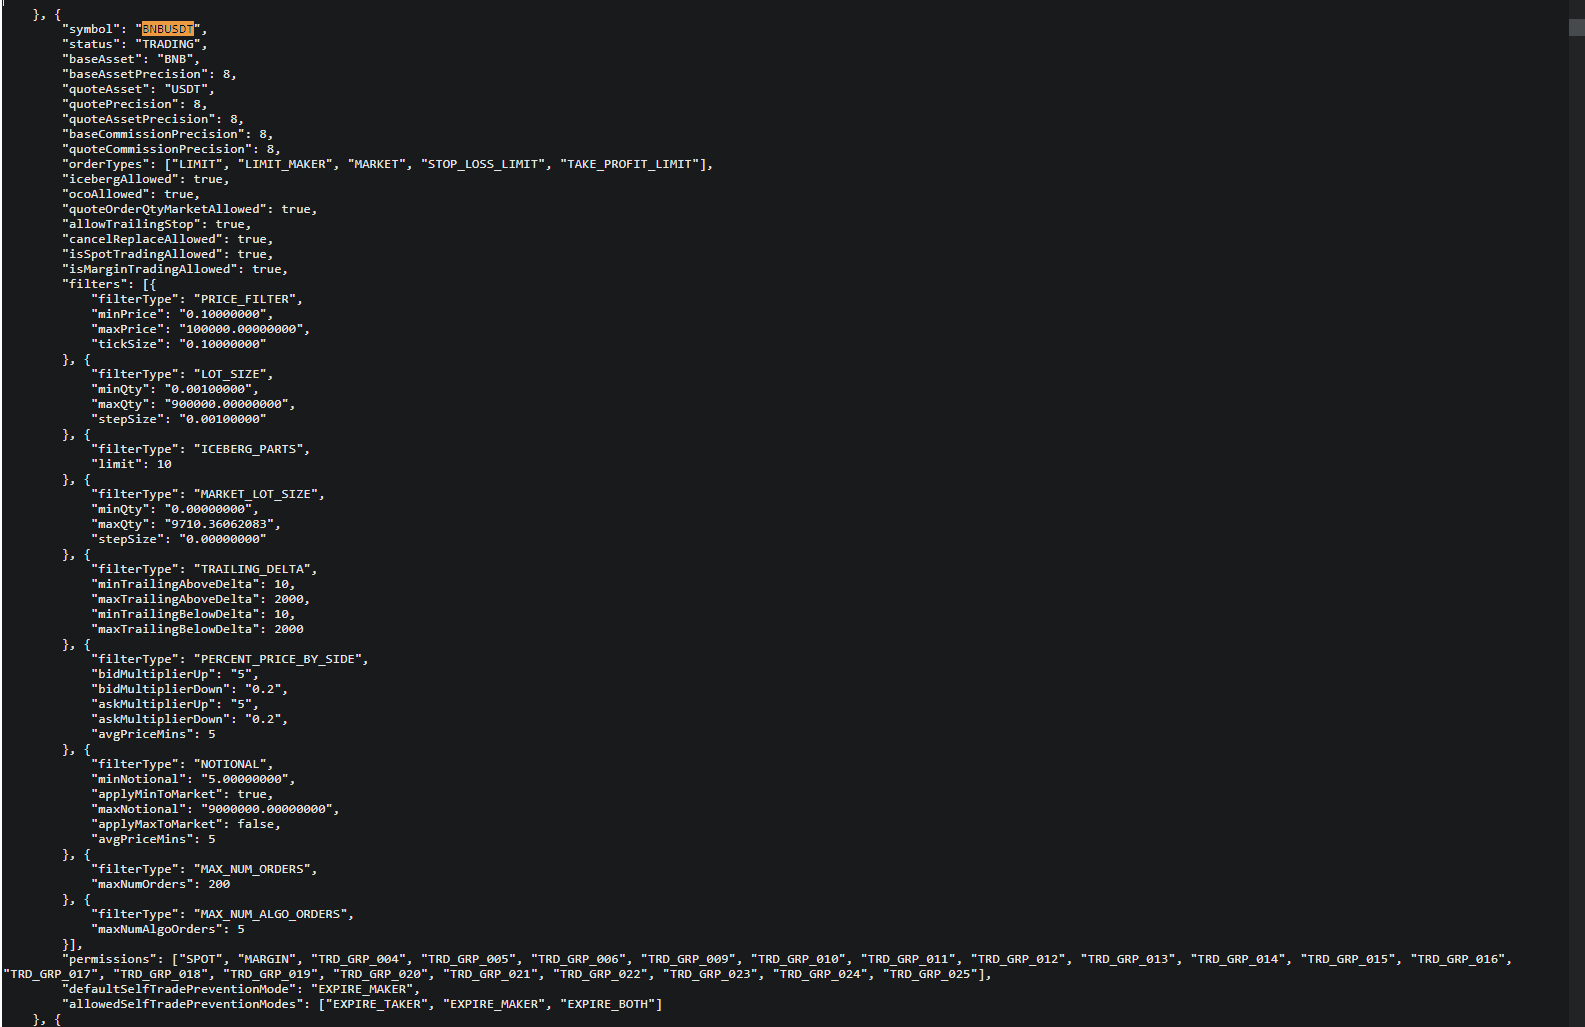 }, {
"symbol": "BNBUSDT",
"status": "TRADING",
"baseAsset": "BNB",
"baseAssetPrecision": 8,
"quoteAsset": "USDT",
"quotePrecision": 8,
"quoteAssetPrecision": 8,
"baseCommissionPrecision": 8,
"quoteCommissionPrecision": 8,
"orderTypes": ["LIMIT", "LIMIT_MAKER", "MARKET", "STOP_LOSS_LIMIT", "TAKE_PROFIT_LIMIT"],
"icebergAllowed": true,
"ocoAllowed": true,
"quoteOrderQtyMarketAllowed": true,
"allowTrailingStop": true,
"cancelReplaceAllowed": true,
"isSpotTradingAllowed": true,
"isMarginTradingAllowed": true,
"filters": [{
"filterType": "PRICE_FILTER",
"minPrice": "0.10000000",
"maxPrice": "100000.00000000",
"tickSize": "0.10000000"
}, {
"filterType": "LOT_SIZE",
"minQty": "0.00100000",
"maxQty": "900000.00000000",
"stepSize": "0.00100000"
}, {
"filterType": "ICEBERG_PARTS",
"limit": 10
}, {
"filterType": "MARKET_LOT_SIZE",
"minQty": "0.00000000",
"maxQty": "9710.36062083",
"stepSize": "0.00000000"
}, {
"filterType": "TRAILING_DELTA",
"minTrailingAboveDelta": 10,
"maxTrailingAboveDelta": 2000,
"minTrailingBelowDelta": 10,
"maxTrailingBelowDelta": 2000
}, {
"filterType": "PERCENT_PRICE_BY_SIDE",
"bidMultiplierUp": "5",
"bidMultiplierDown": "0.2",
"askMultiplierUp": "5",
"askMultiplierDown": "0.2",
"avgPriceMins": 5
}, {
"filterType": "NOTIONAL",
"minNotional": "5.00000000",
"applyMinToMarket": true,
"maxNotional": "9000000.00000000",
"applyMaxToMarket": false,
"avgPriceMins": 5
}, {
"filterType": "MAX_NUM_ORDERS",
"maxNumOrders": 200
}, {
"filterType": "MAX_NUM_ALGO_ORDERS",
"maxNumAlgoOrders": 5
}],
"permissions": ["SPOT", "MARGIN", "TRD_GRP_004", "TRD_GRP_005", "TRD_GRP_006", "TRD_GRP_009", "TRD_GRP_010", "TRD_GRP_011", "TRD_GRP_012", "TRD_GRP_013", "TRD_GRP_014", "TRD_GRP_015", "TRD_GRP_016",
"TRD_GRP_017", "TRD_GRP_018", "TRD_GRP_019", "TRD_GRP_020", "TRD_GRP_021", "TRD_GRP_022", "TRD_GRP_023", "TRD_GRP_024", "TRD_GRP_025"],
"defaultSelfTradePreventionMode": "EXPIRE_MAKER",
"allowedSelfTradePreventionModes": ["EXPIRE_TAKER", "EXPIRE_MAKER", "EXPIRE_BOTH"]
}, {